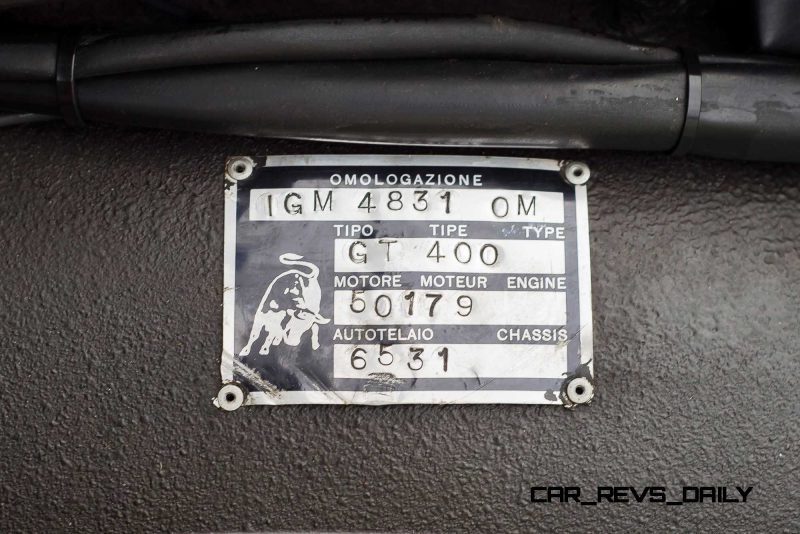 OMOLOGAZIONE
IGM 4831 OM
TIPO TIPE TYPE
GT 400
MOTORE MOTEUR ENGINE
50179
AUTOTELAIO CHASSIS
6531
CAR_REVS_DAILY